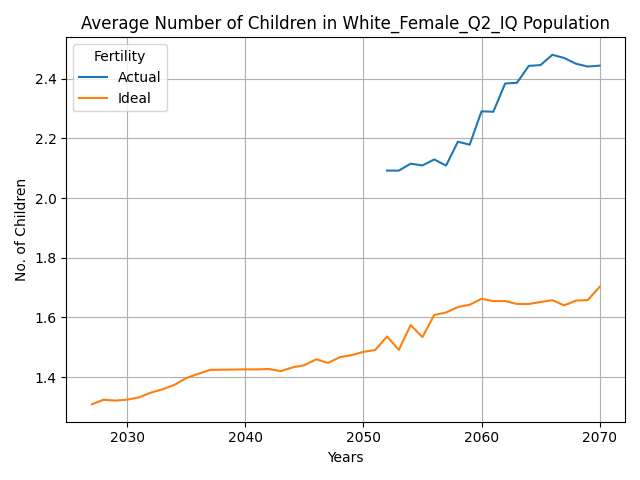 Average Number of Children in White_Female_Q2_IQ Population
Fertility
Actual
Ideal
2.4
2.2
2.0
1.8
1.6
1.4
No. of Children
2030
2040
2050
2060
2070
Years